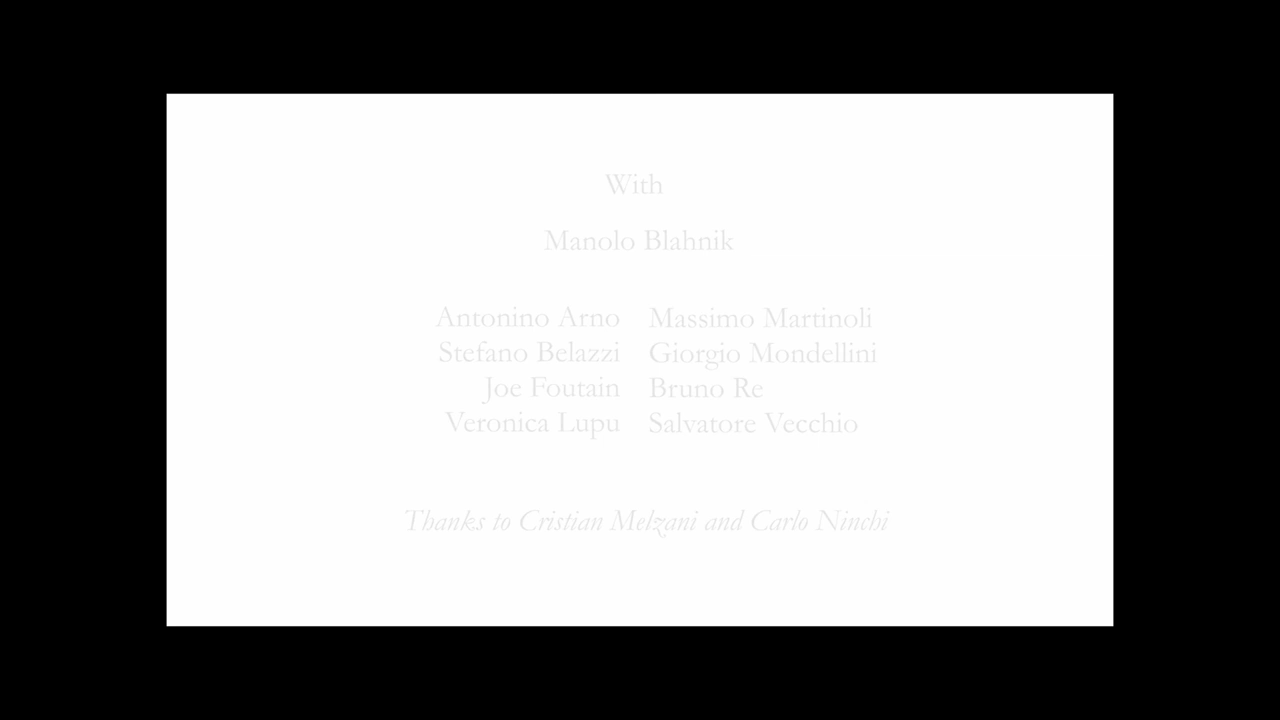 With
Manolo Blahnik
Antonino Arno Massimo Martinoli
Stefano Belazzi Giorgio Mondellini
Joe Foutain Bruno Re
Veronica Lupu Salvatore Vecchio
Thanks to Cristian Melzani and Carlo Ninchi